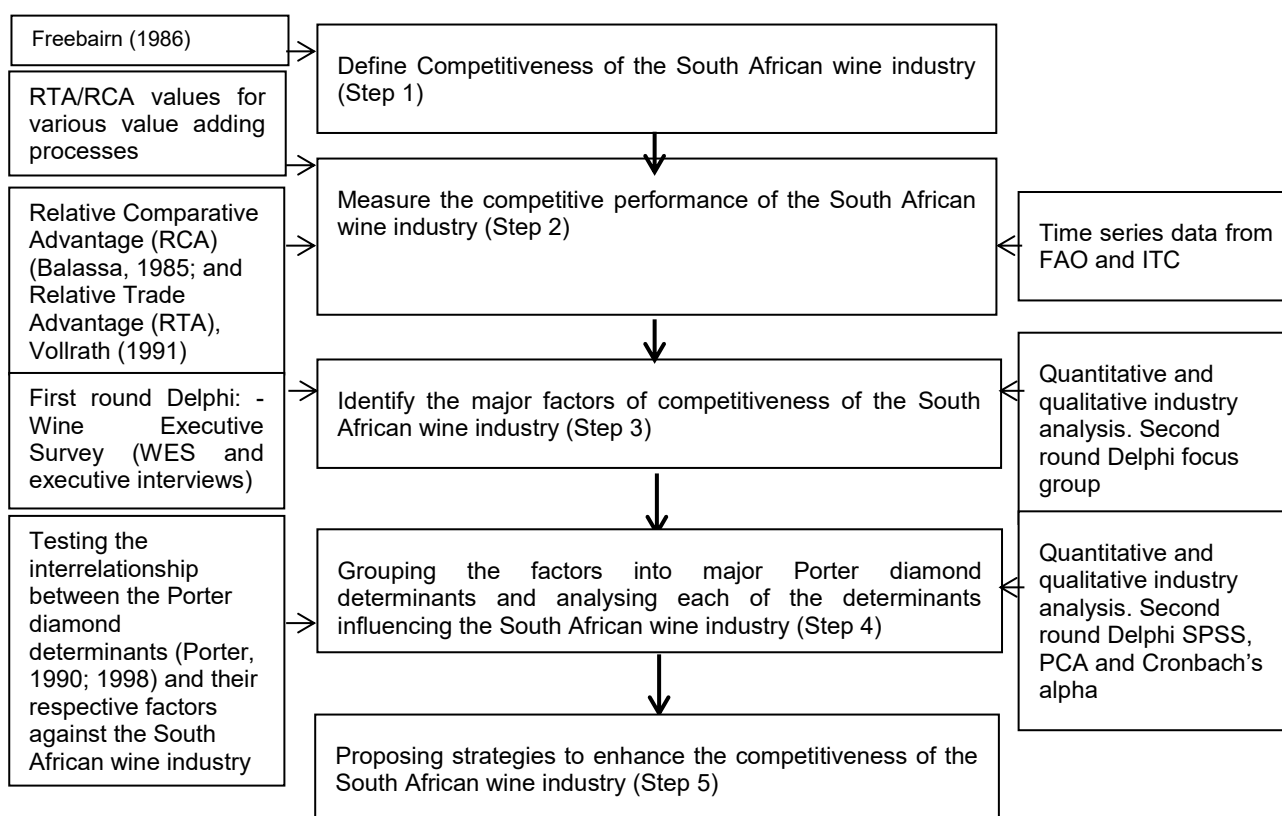 Freebairn (1986)
RTA/RCA values for
various value adding
processes
Relative Comparative
Advantage (RCA)
(Balassa, 1985; and
Relative Trade
Advantage (RTA),
Vollrath (1991)
First round Delphi: -
Wine Executive
Survey (WES and
executive interviews)
Testing the
interrelationship
between the Porter
diamond
determinants (Porter,
1990; 1998) and their
respective factors
against the South
African wine industry
Define Competitiveness of the South African wine industry
(Step 1)
Measure the competitive performance of the South African
wine industry (Step 2)
Identify the major factors of competitiveness of the South
African wine industry (Step 3)
Grouping the factors into major Porter diamond
determinants and analysing each of the determinants
influencing the South African wine industry (Step 4)
Proposing strategies to enhance the competitiveness of the
South African wine industry (Step 5)
Time series data from
FAO and ITC
Quantitative and
qualitative industry
analysis. Second
round Delphi focus
group
Quantitative and
qualitative industry
analysis. Second
round Delphi SPSS,
PCA and Cronbach's
alpha